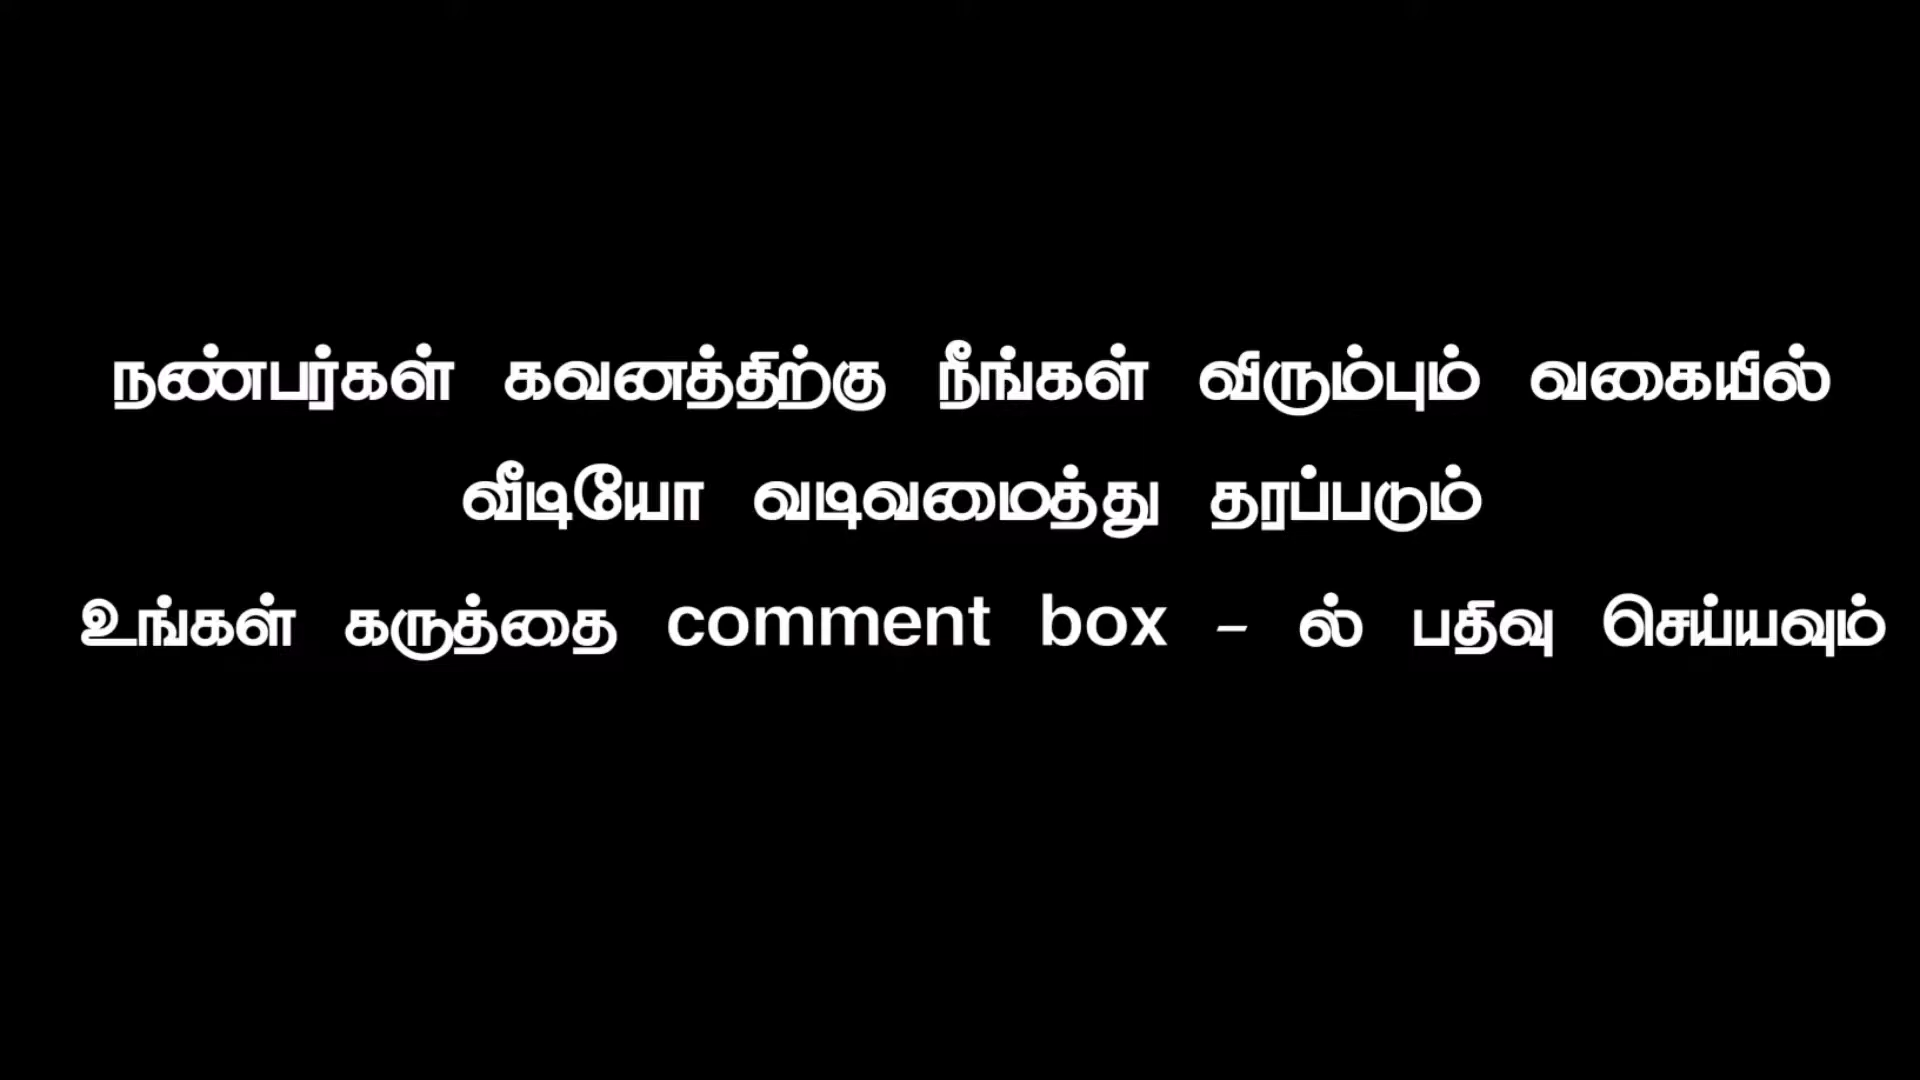 நண்பர்கள் கவனத்திற்கு நீங்கள் விரும்பும் வகையில்
வீடியோ வடிவமைத்து தரப்படும்
உங்கள் கருத்தை comment box - ல் பதிவு செய்யவும்